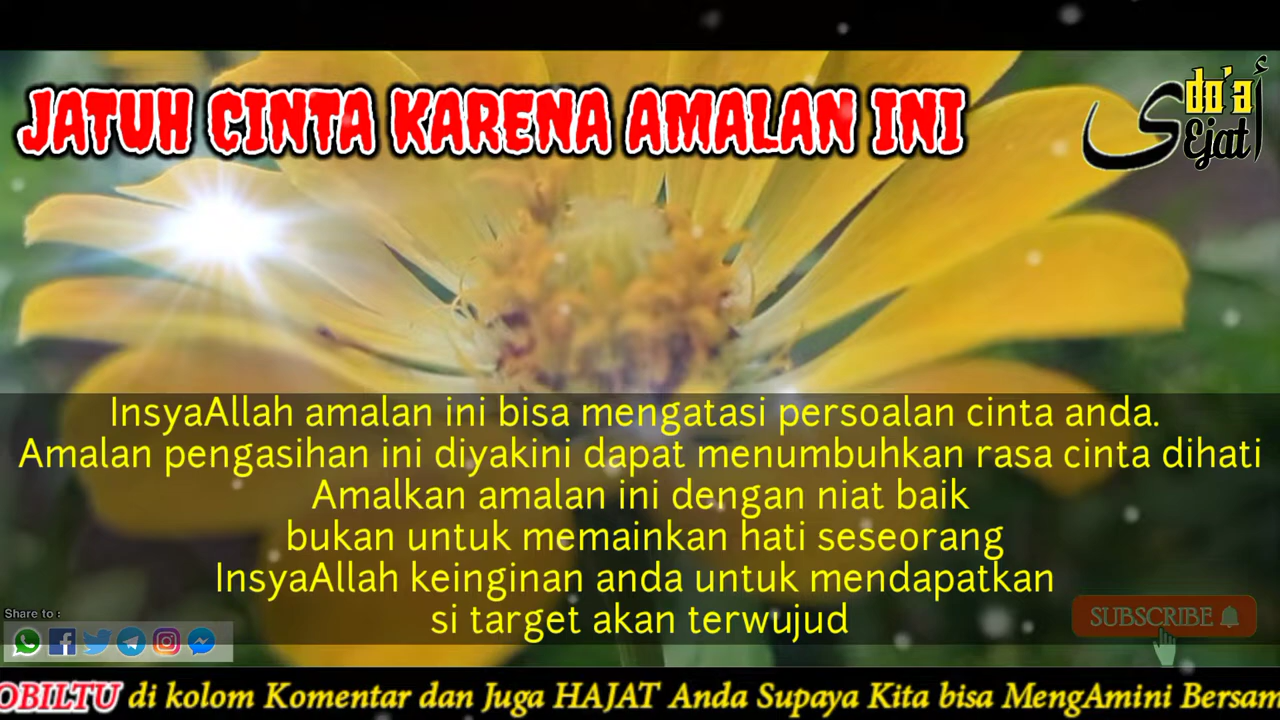 JATUH CINTA KARENA AMALAN INI
do'a
Ejati
InsyaAllah amalan ini bisa mengatasi persoalan cinta anda.
Amalan pengasihan ini diyakini dapat menumbuhkan rasa cinta dihati
Amalkan amalan ini dengan niat baik
bukan untuk memainkan hati seseorang
InsyaAllah keinginan anda untuk mendapatkan
si target akan terwujud
Share to :
SUBSCRIBE
OBILTU di kolom Komentar dan Juga HAJAT Anda Supaya Kita bisa MengAmini Bersam